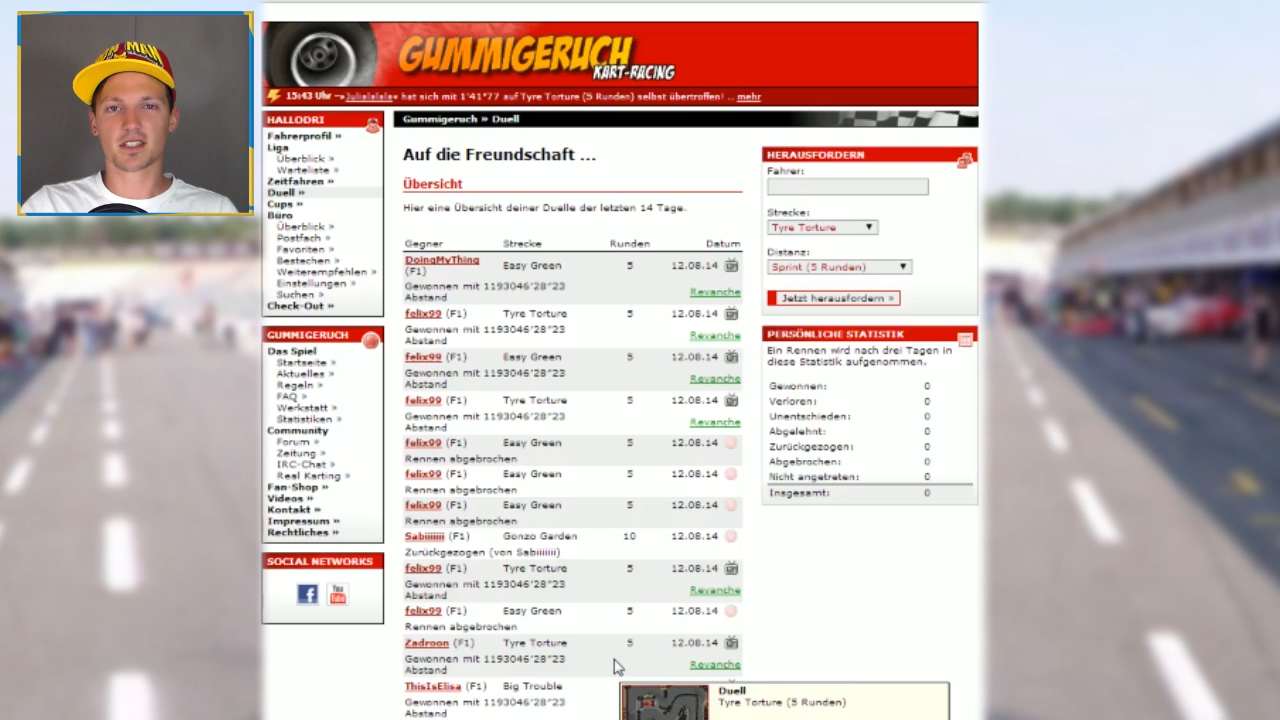 IRON MAN
GUMMIGERUCH
KART-RACING
15:43 Uhr ~»Julialalala« hat sich mit 1'41*77 auf Tyre Torture (5 Runden) selbst übertroffen! .. mehr
HALLODRI
Fahrerprofil »
Liga
Überblick »
Warteliste »
Zeitfahren »
Duell »
Cups »
Büro
Überblick »
Postfach »
Favoriten »
Bestechen »
Weiterempfehlen »
Einstellungen »
Suchen »
Check-Out »
GUMMIGERUCH
Das Spiel
Startseite »
Aktuelles »
Regeln »
FAQ »
Werkstatt »
Statistiken »
Community
Forum »
Zeitung »
IRC-Chat »
Real Karting »
Fan-Shop »
Videos »
Kontakt »
Impressum »
Rechtliches »
SOCIAL NETWORKS
f
You Tube
Gummigeruch » Duell
Auf die Freundschaft ...
Übersicht
Hier eine Übersicht deiner Duelle der letzten 14 Tage.
Gegner Strecke Runden Datum
DoingMyThing (F1) Easy Green 5 12.08.14
Gewonnen mit 1193046'28"23 Abstand Revanche
felix99 (F1) Tyre Torture 5 12.08.14
Gewonnen mit 1193046'28"23 Abstand Revanche
felix99 (F1) Easy Green 5 12.08.14
Gewonnen mit 1193046'28"23 Abstand Revanche
felix99 (F1) Tyre Torture 5 12.08.14
Gewonnen mit 1193046'28"23 Abstand Revanche
felix99 (F1) Easy Green 5 12.08.14
Rennen abgebrochen
felix99 (F1) Easy Green 5 12.08.14
Rennen abgebrochen
felix99 (F1) Easy Green 5 12.08.14
Rennen abgebrochen
Sabiiiiiii (F1) Gonzo Garden 10 12.08.14
Zurückgezogen (von Sabiiiiiii)
felix99 (F1) Tyre Torture 5 12.08.14
Gewonnen mit 1193046'28"23 Abstand Revanche
felix99 (F1) Easy Green 5 12.08.14
Rennen abgebrochen
Zadroon (F1) Tyre Torture 5 12.08.14
Gewonnen mit 1193046'28"23 Abstand Revanche
ThisIsElisa (F1) Big Trouble
Gewonnen mit 1193046'28"23 Abstand
Duell
Tyre Torture (5 Runden)
HERAUSFORDERN
Fahrer:
Strecke:
Tyre Torture
Distanz:
Sprint (5 Runden)
Jetzt herausfordern »
PERSÖNLICHE STATISTIK
Ein Rennen wird nach drei Tagen in
diese Statistik aufgenommen.
Gewonnen: 0
Verloren: 0
Unentschieden: 0
Abgelehnt: 0
Zurückgezogen: 0
Abgebrochen: 0
Nicht angetreten: 0
Insgesamt: 0